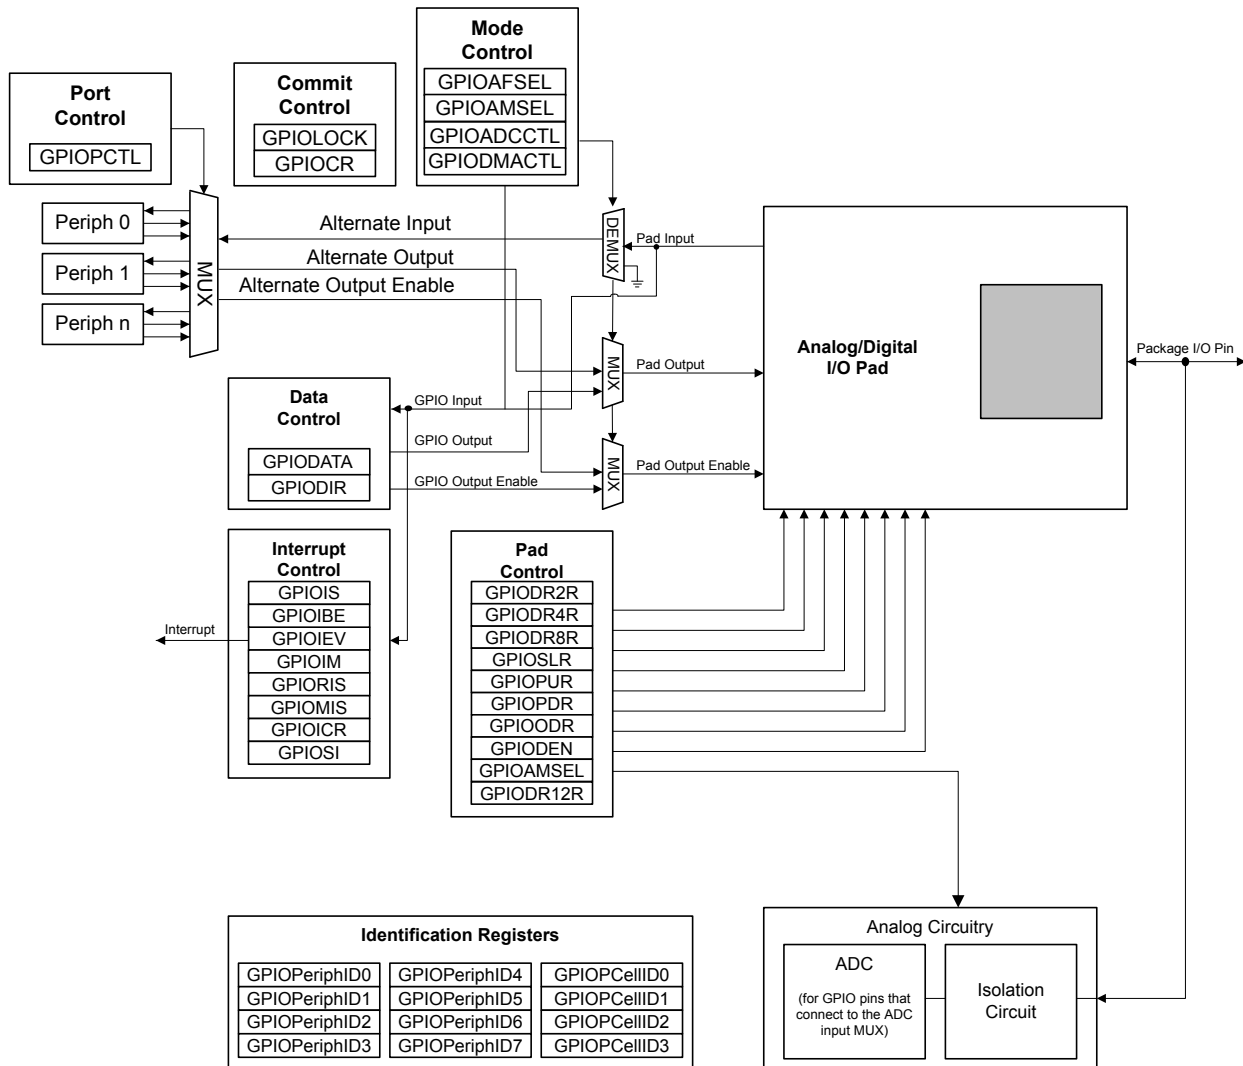 Mode
Control
GPIOAFSEL
GPIOAMSEL
GPIOADCCTL
GPIODMACTL
Port
Control
GPIOPCTL
Commit
Control
GPIOLOCK
GPIOCR
Periph 0
Periph 1
Periph n
MUX
Alternate Input
Alternate Output
Alternate Output Enable
DEMUX
Pad Input
MUX
Pad Output
MUX
Pad Output Enable
Analog/Digital
I/O Pad
Package I/O Pin
Data
Control
GPIODATA
GPIODIR
GPIO Input
GPIO Output
GPIO Output Enable
Interrupt
Control
GPIOIS
GPIOIBE
GPIOIEV
GPIOIM
GPIORIS
GPIOMIS
GPIOICR
GPIOSI
Interrupt
Pad
Control
GPIODR2R
GPIODR4R
GPIODR8R
GPIOSLR
GPIOPUR
GPIOPDR
GPIOODR
GPIODEN
GPIOAMSEL
GPIODR12R
Identification Registers
GPIOPeriphID0
GPIOPeriphID1
GPIOPeriphID2
GPIOPeriphID3
GPIOPeriphID4
GPIOPeriphID5
GPIOPeriphID6
GPIOPeriphID7
GPIOPCellID0
GPIOPCellID1
GPIOPCellID2
GPIOPCellID3
Analog Circuitry
ADC
(for GPIO pins that
connect to the ADC
input MUX)
Isolation
Circuit